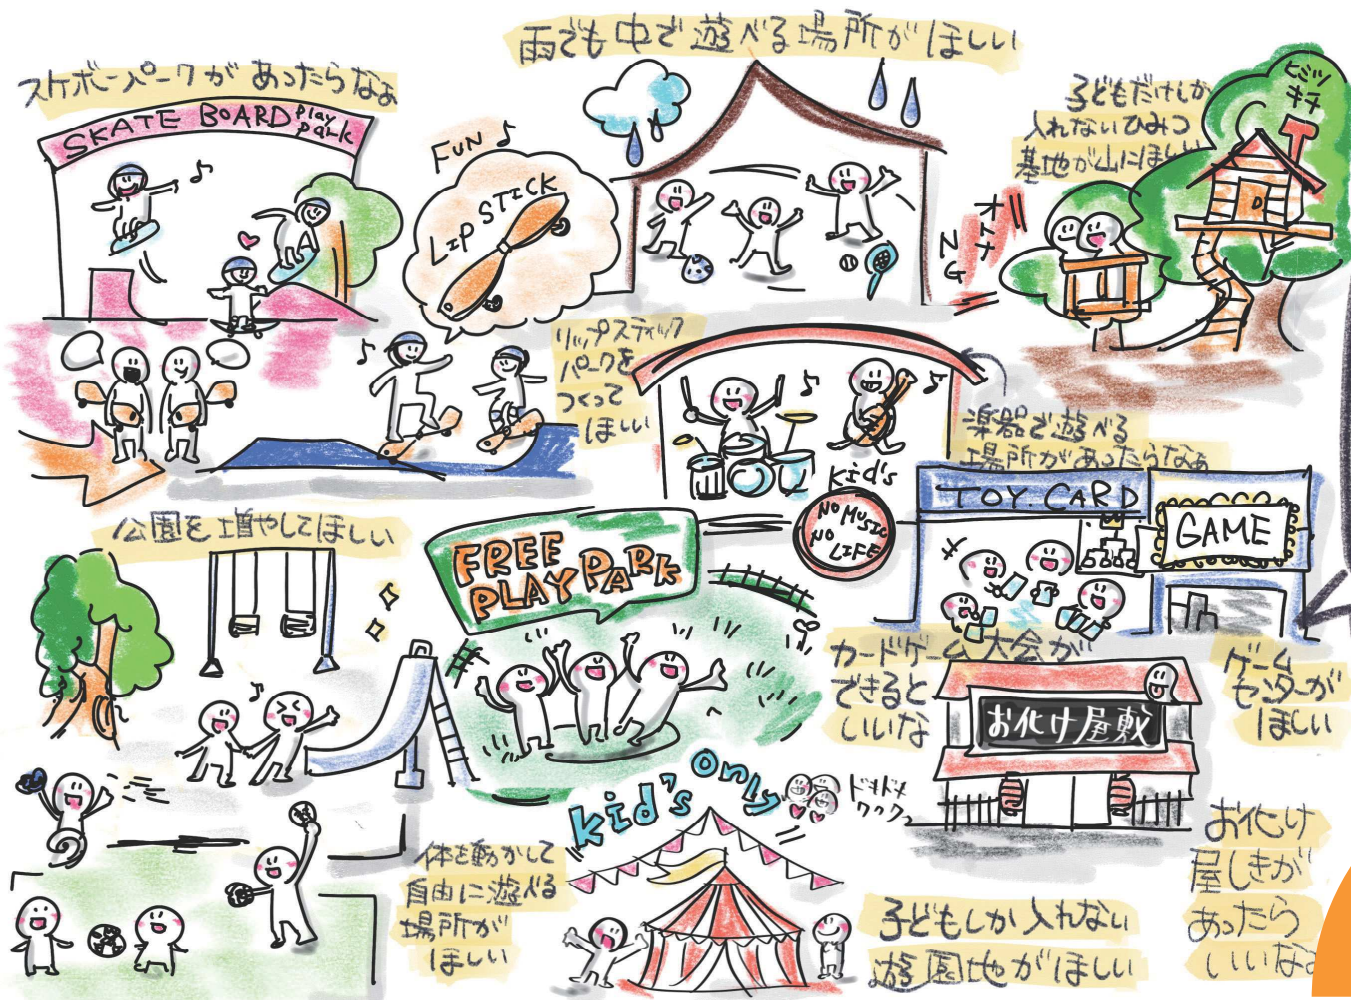 雨でも中で遊べる場所がほしい
スケボーパークがあったらなぁ
SKATE BOARD play park
FUN♪
LIP STICK
子どもだけしか
入れないひみつ
基地が山にほしい
ヒミツ
キチ
オトナ
NG
リップスティック
パークを
つくって
ほしい
楽器で遊べる
場所があったらなぁ
kid's
NO MUSIC
NO LIFE
TOY.CARD
GAME
公園を増やしてほしい
FREE
PLAY PARK
カードゲーム大会が
できると
いいな
ゲーム
センターが
ほしい
お化け屋敷
kid's only
ドキドキ
ワクワク
体を動かして
自由に遊べる
場所が
ほしい
子どもしか入れない
遊園地がほしい
お化け
屋しきが
あったら
いいなぁ